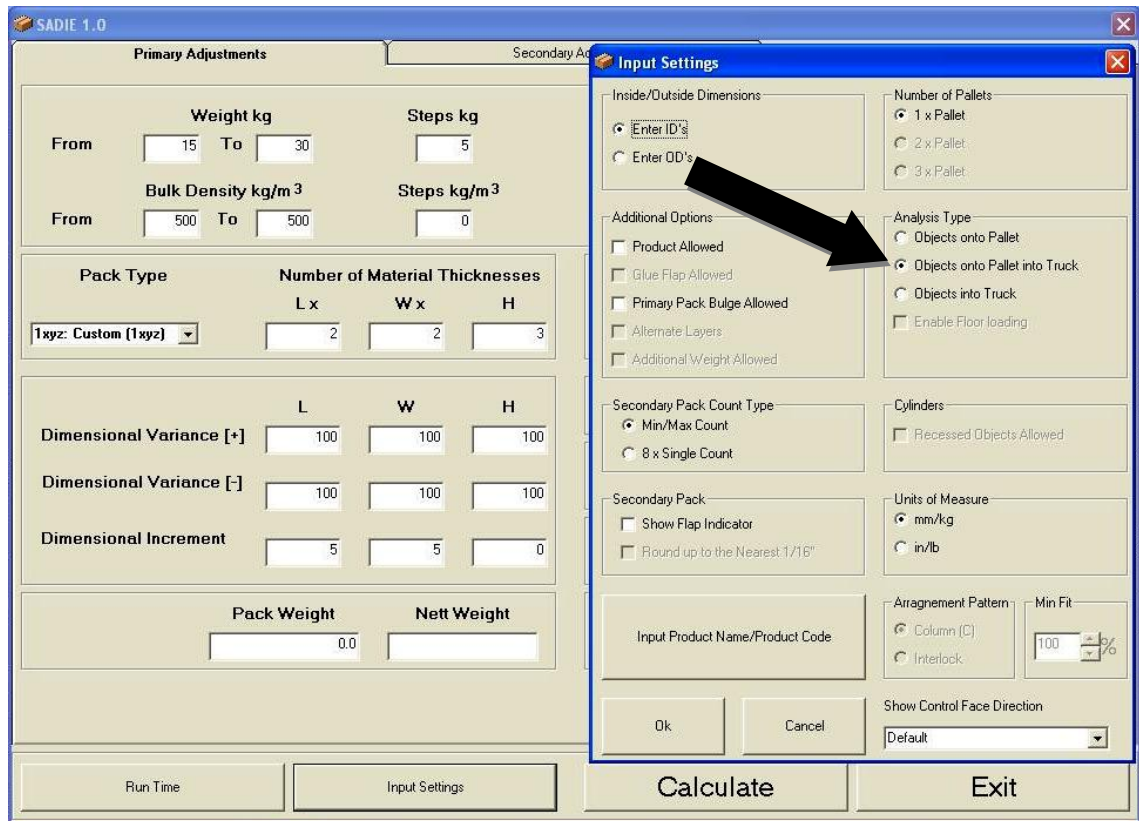 SADIE 1.0
Primary Adjustments
Secondary Ad
Weight kg
Steps kg
From 15 To 30 5
Bulk Density kg/m3
Steps kg/m3
From 500 To 500 0
Pack Type
Number of Material Thicknesses
L x W x H
1xyz: Custom (1xyz) 2 2 3
L W H
Dimensional Variance [+] 100 100 100
Dimensional Variance [-] 100 100 100
Dimensional Increment 5 5 0
Pack Weight Nett Weight
0.0
Run Time
Input Settings
Calculate
Exit
Input Settings
Inside/Outside Dimensions
Enter ID's
Enter OD's
Number of Pallets
1 x Pallet
2 x Pallet
3 x Pallet
Additional Options
Product Allowed
Glue Flap Allowed
Primary Pack Bulge Allowed
Alternate Layers
Additional Weight Allowed
Analysis Type
Objects onto Pallet
Objects onto Pallet into Truck
Objects into Truck
Enable Floor loading
Secondary Pack Count Type
Min/Max Count
8 x Single Count
Cylinders
Recessed Objects Allowed
Secondary Pack
Show Flap Indicator
Round up to the Nearest 1/16"
Units of Measure
mm/kg
in/lb
Input Product Name/Product Code
Arragnement Pattern
Column (C)
Interlock
Min Fit
100 %
Ok
Cancel
Show Control Face Direction
Default